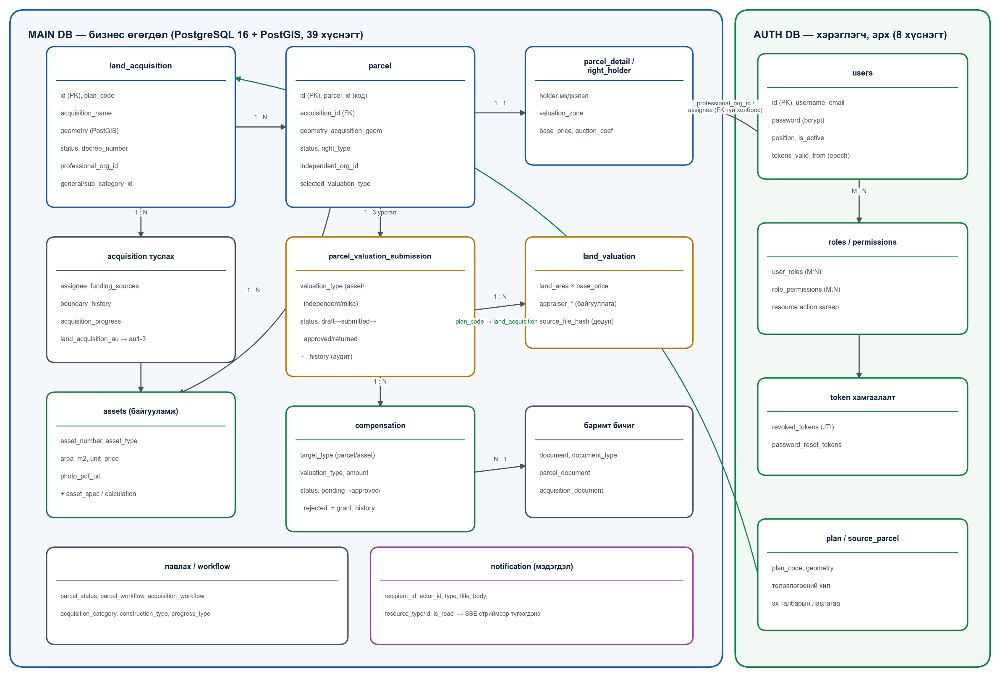 MAIN DB — бизнес өгөгдөл (PostgreSQL 16 + PostGIS, 39 хүснэгт)
land_acquisition
id (PK), plan_code
acquisition_name
geometry (PostGIS)
status, decree_number
professional_org_id
general/sub_category_id
1 : N
parcel
id (PK), parcel_id (код)
acquisition_id (FK)
geometry, acquisition_geom
status, right_type
independent_org_id
selected_valuation_type
1 : 1
parcel_detail /
right_holder
holder мэдээлэл
valuation_zone
base_price, auction_coef
professional_org_id /
assignee (FK-гүй холбоос)
1 : N
1 : 3 урсгал
acquisition туслах
assignee, funding_sources
boundary_history
acquisition_progress
land_acquisition_au → au1-3
1 : N
parcel_valuation_submission
valuation_type (asset/
independent/mika)
status: draft→submitted→
approved/returned
+ _history (аудит)
1 : N
plan_code → land_acquisition
land_valuation
land_area × base_price
appraiser_* (байгууллага)
source_file_hash (дедуп)
1 : N
assets (байгууламж)
asset_number, asset_type
area_m2, unit_price
photo_pdf_url
+ asset_spec / calculation
compensation
target_type (parcel/asset)
valuation_type, amount
status: pending→approved/
rejected  + grant, history
N : 1
баримт бичиг
document, document_type
parcel_document
acquisition_document
лавлах / workflow
parcel_status, parcel_workflow, acquisition_workflow,
acquisition_category, construction_type, progress_type
notification (мэдэгдэл)
recipient_id, actor_id, type, title, body,
resource_type/id, is_read  → SSE стриймээр түгээгдэнэ
AUTH DB — хэрэглэгч, эрх (8 хүснэгт)
users
id (PK), username, email
password (bcrypt)
position, is_active
tokens_valid_from (epoch)
M : N
roles / permissions
user_roles (M:N)
role_permissions (M:N)
resource:action загвар
token хамгаалалт
revoked_tokens (JTI)
password_reset_tokens
plan / source_parcel
plan_code, geometry
төлөвлөгөөний хил
эх талбарын лавлагаа